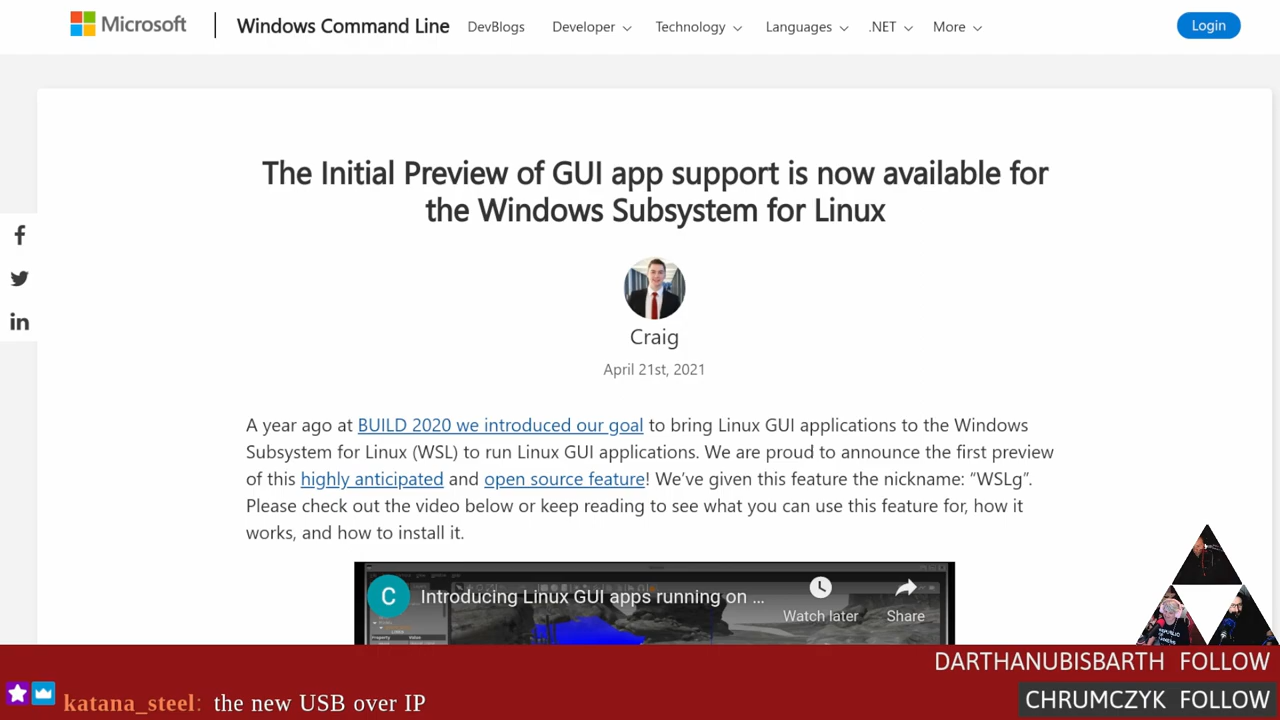 Microsoft
Windows Command Line
DevBlogs
Developer
Technology
Languages
.NET
More
Login
The Initial Preview of GUI app support is now available for
the Windows Subsystem for Linux
Craig
April 21st, 2021
A year ago at BUILD 2020 we introduced our goal to bring Linux GUI applications to the Windows
Subsystem for Linux (WSL) to run Linux GUI applications. We are proud to announce the first preview
of this highly anticipated and open source feature! We’ve given this feature the nickname: “WSLg”.
Please check out the video below or keep reading to see what you can use this feature for, how it
works, and how to install it.
C
Introducing Linux GUI apps running on ...
Watch later
Share
DARTHANUBISBARTH FOLLOW
katana_steel: the new USB over IP
CHRUMCZYK FOLLOW